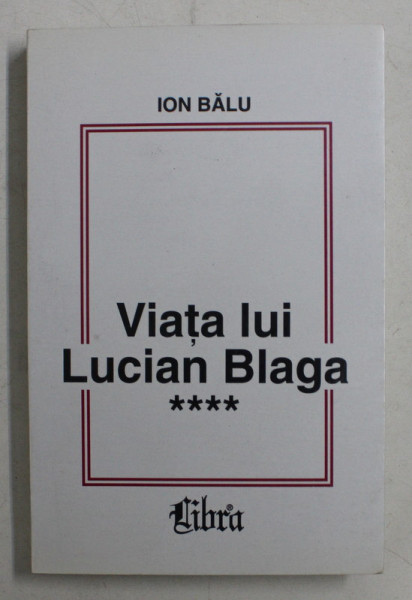 ION BĂLU
Viața lui
Lucian Blaga
****
Libra